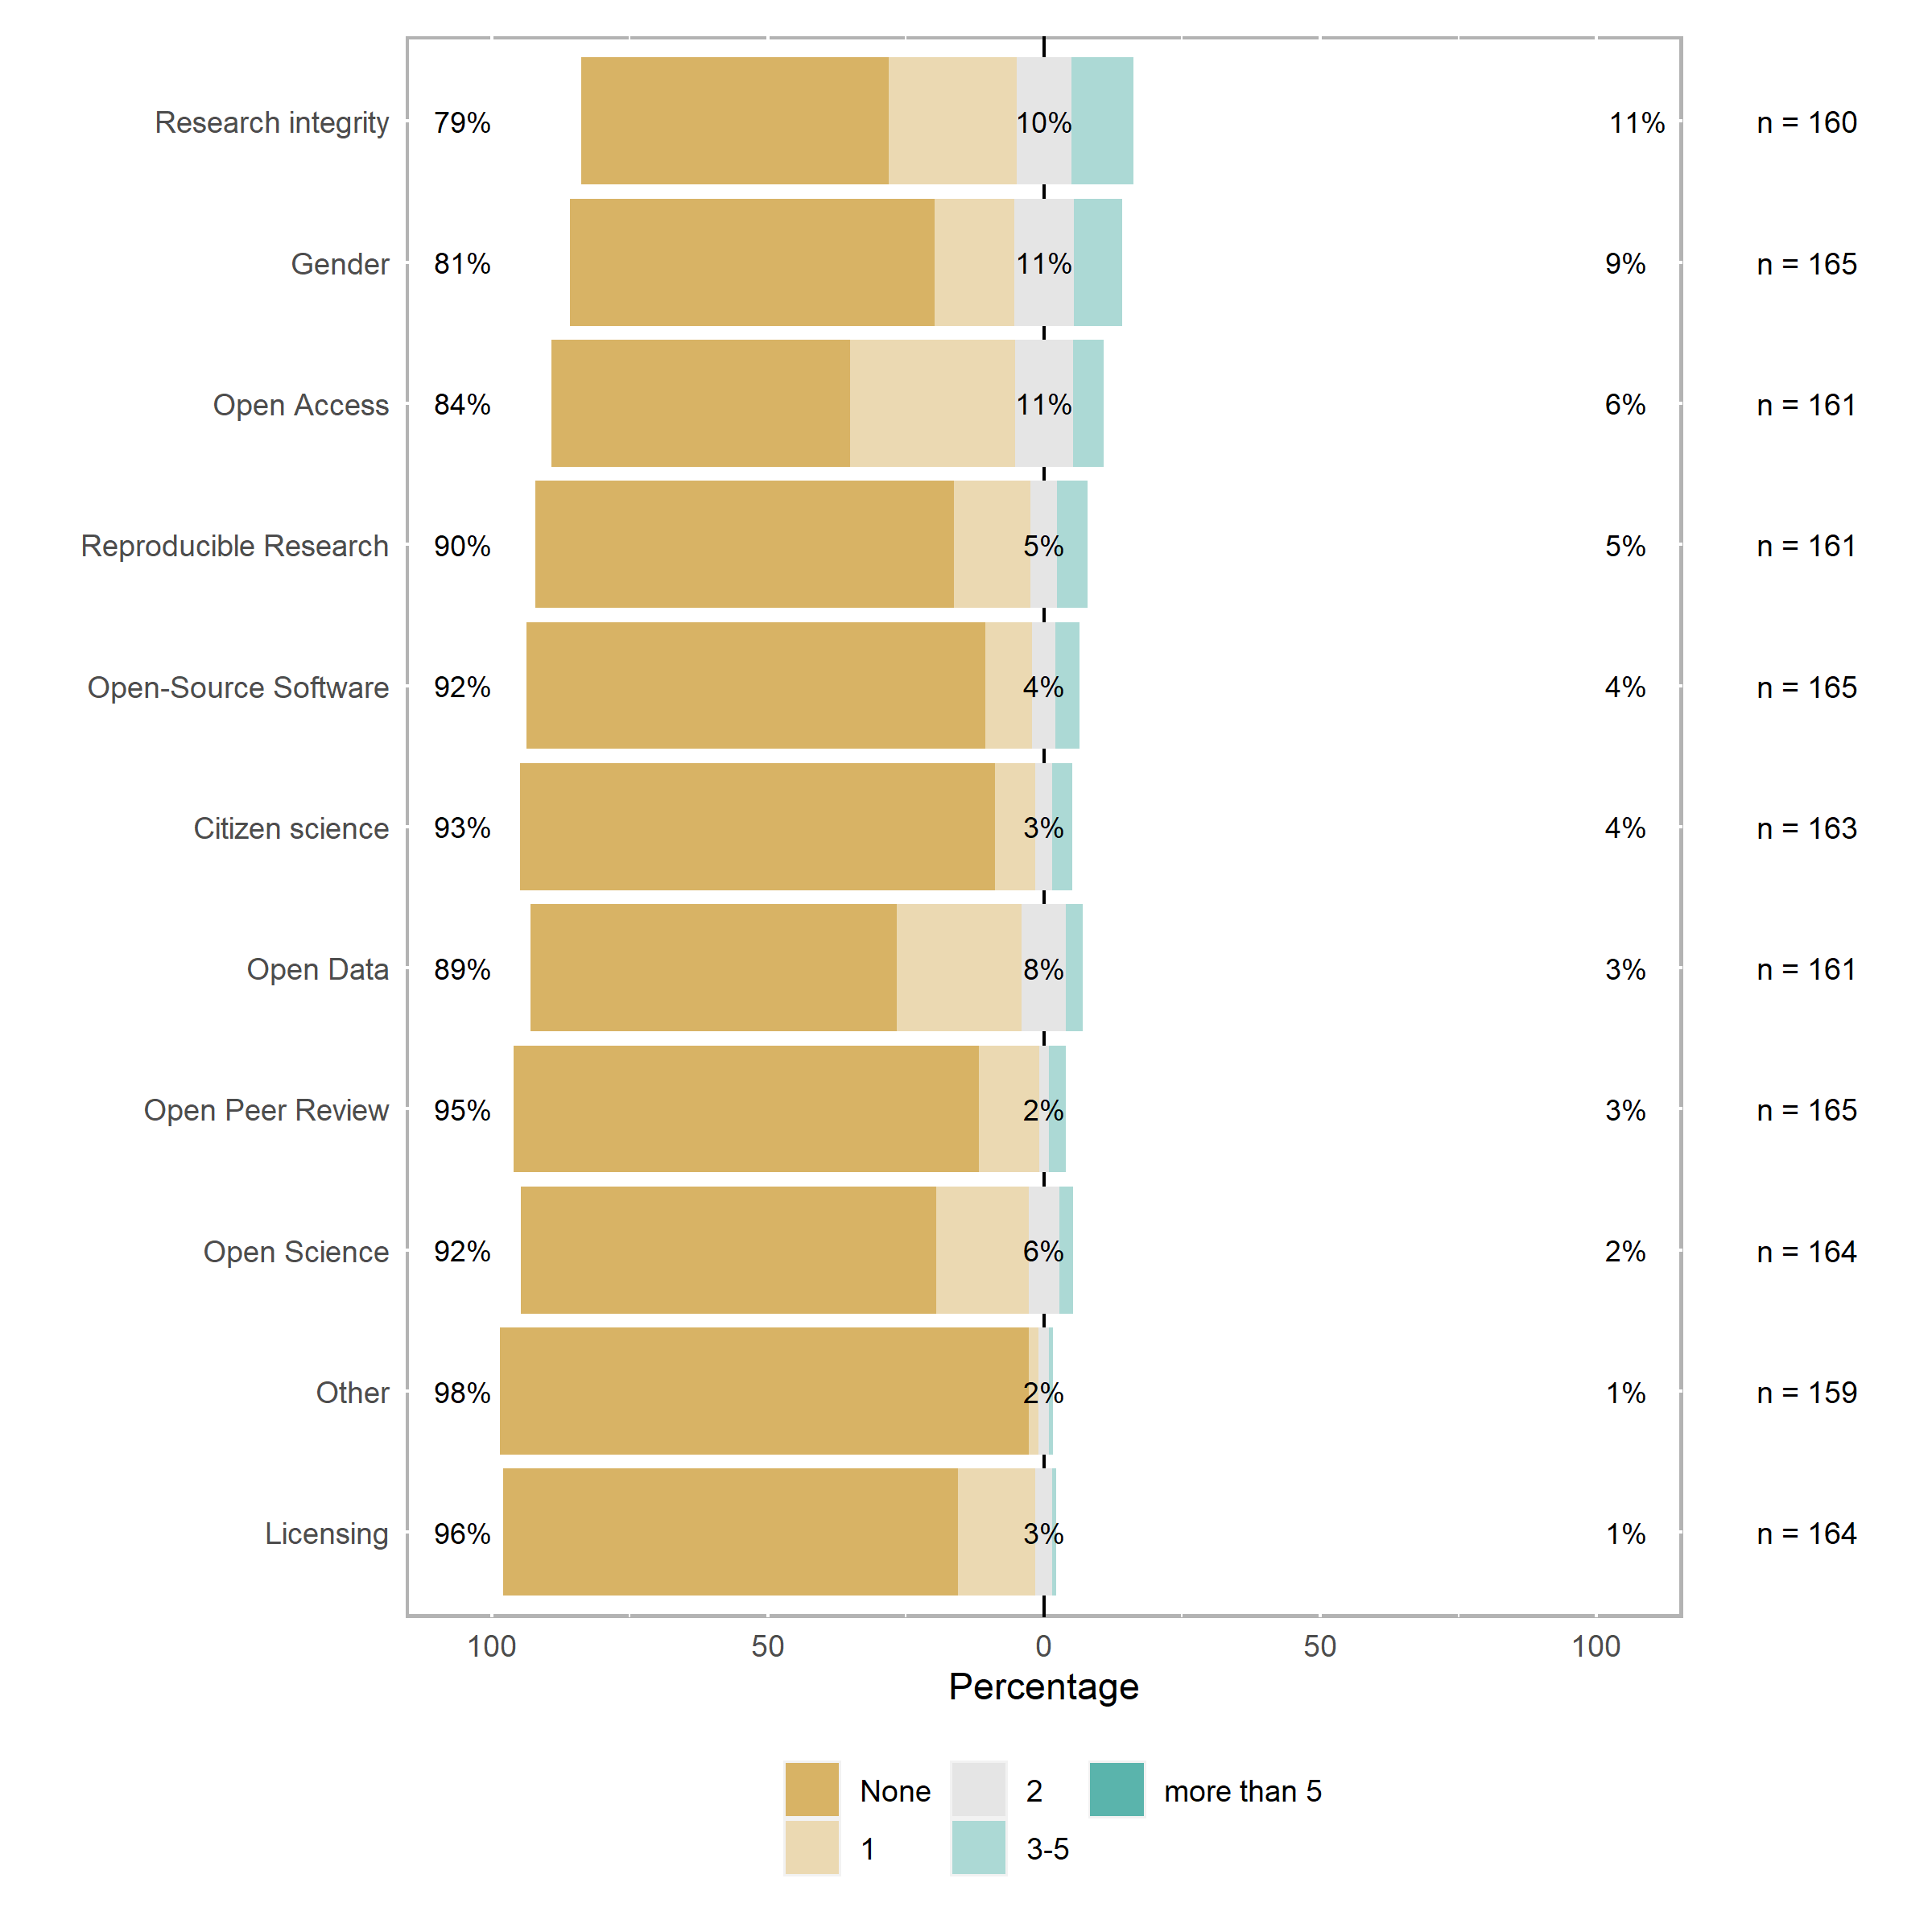 Research integrity 79% 10% 11% n = 160
Gender 81% 11% 9% n = 165
Open Access 84% 11% 6% n = 161
Reproducible Research 90% 5% 5% n = 161
Open-Source Software 92% 4% 4% n = 165
Citizen science 93% 3% 4% n = 163
Open Data 89% 8% 3% n = 161
Open Peer Review 95% 2% 3% n = 165
Open Science 92% 6% 2% n = 164
Other 98% 2% 1% n = 159
Licensing 96% 3% 1% n = 164
100 50 0 50 100
Percentage
None 2 more than 5
1 3-5